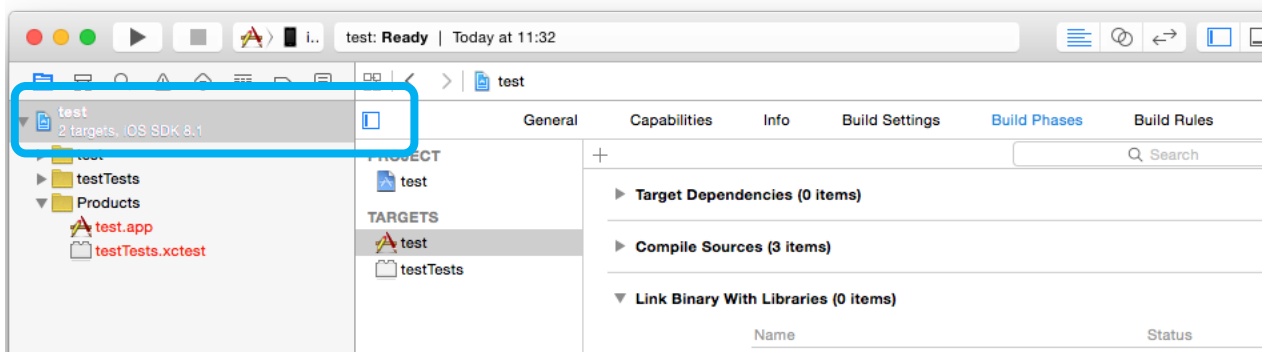 i..
test: Ready | Today at 11:32
test
test
2 targets, iOS SDK 8.1
General Capabilities Info Build Settings Build Phases Build Rules
test
PROJECT
Search
testTests
test
Products
Target Dependencies (0 items)
test.app
TARGETS
testTests.xctest
test
Compile Sources (3 items)
testTests
Link Binary With Libraries (0 items)
Name Status